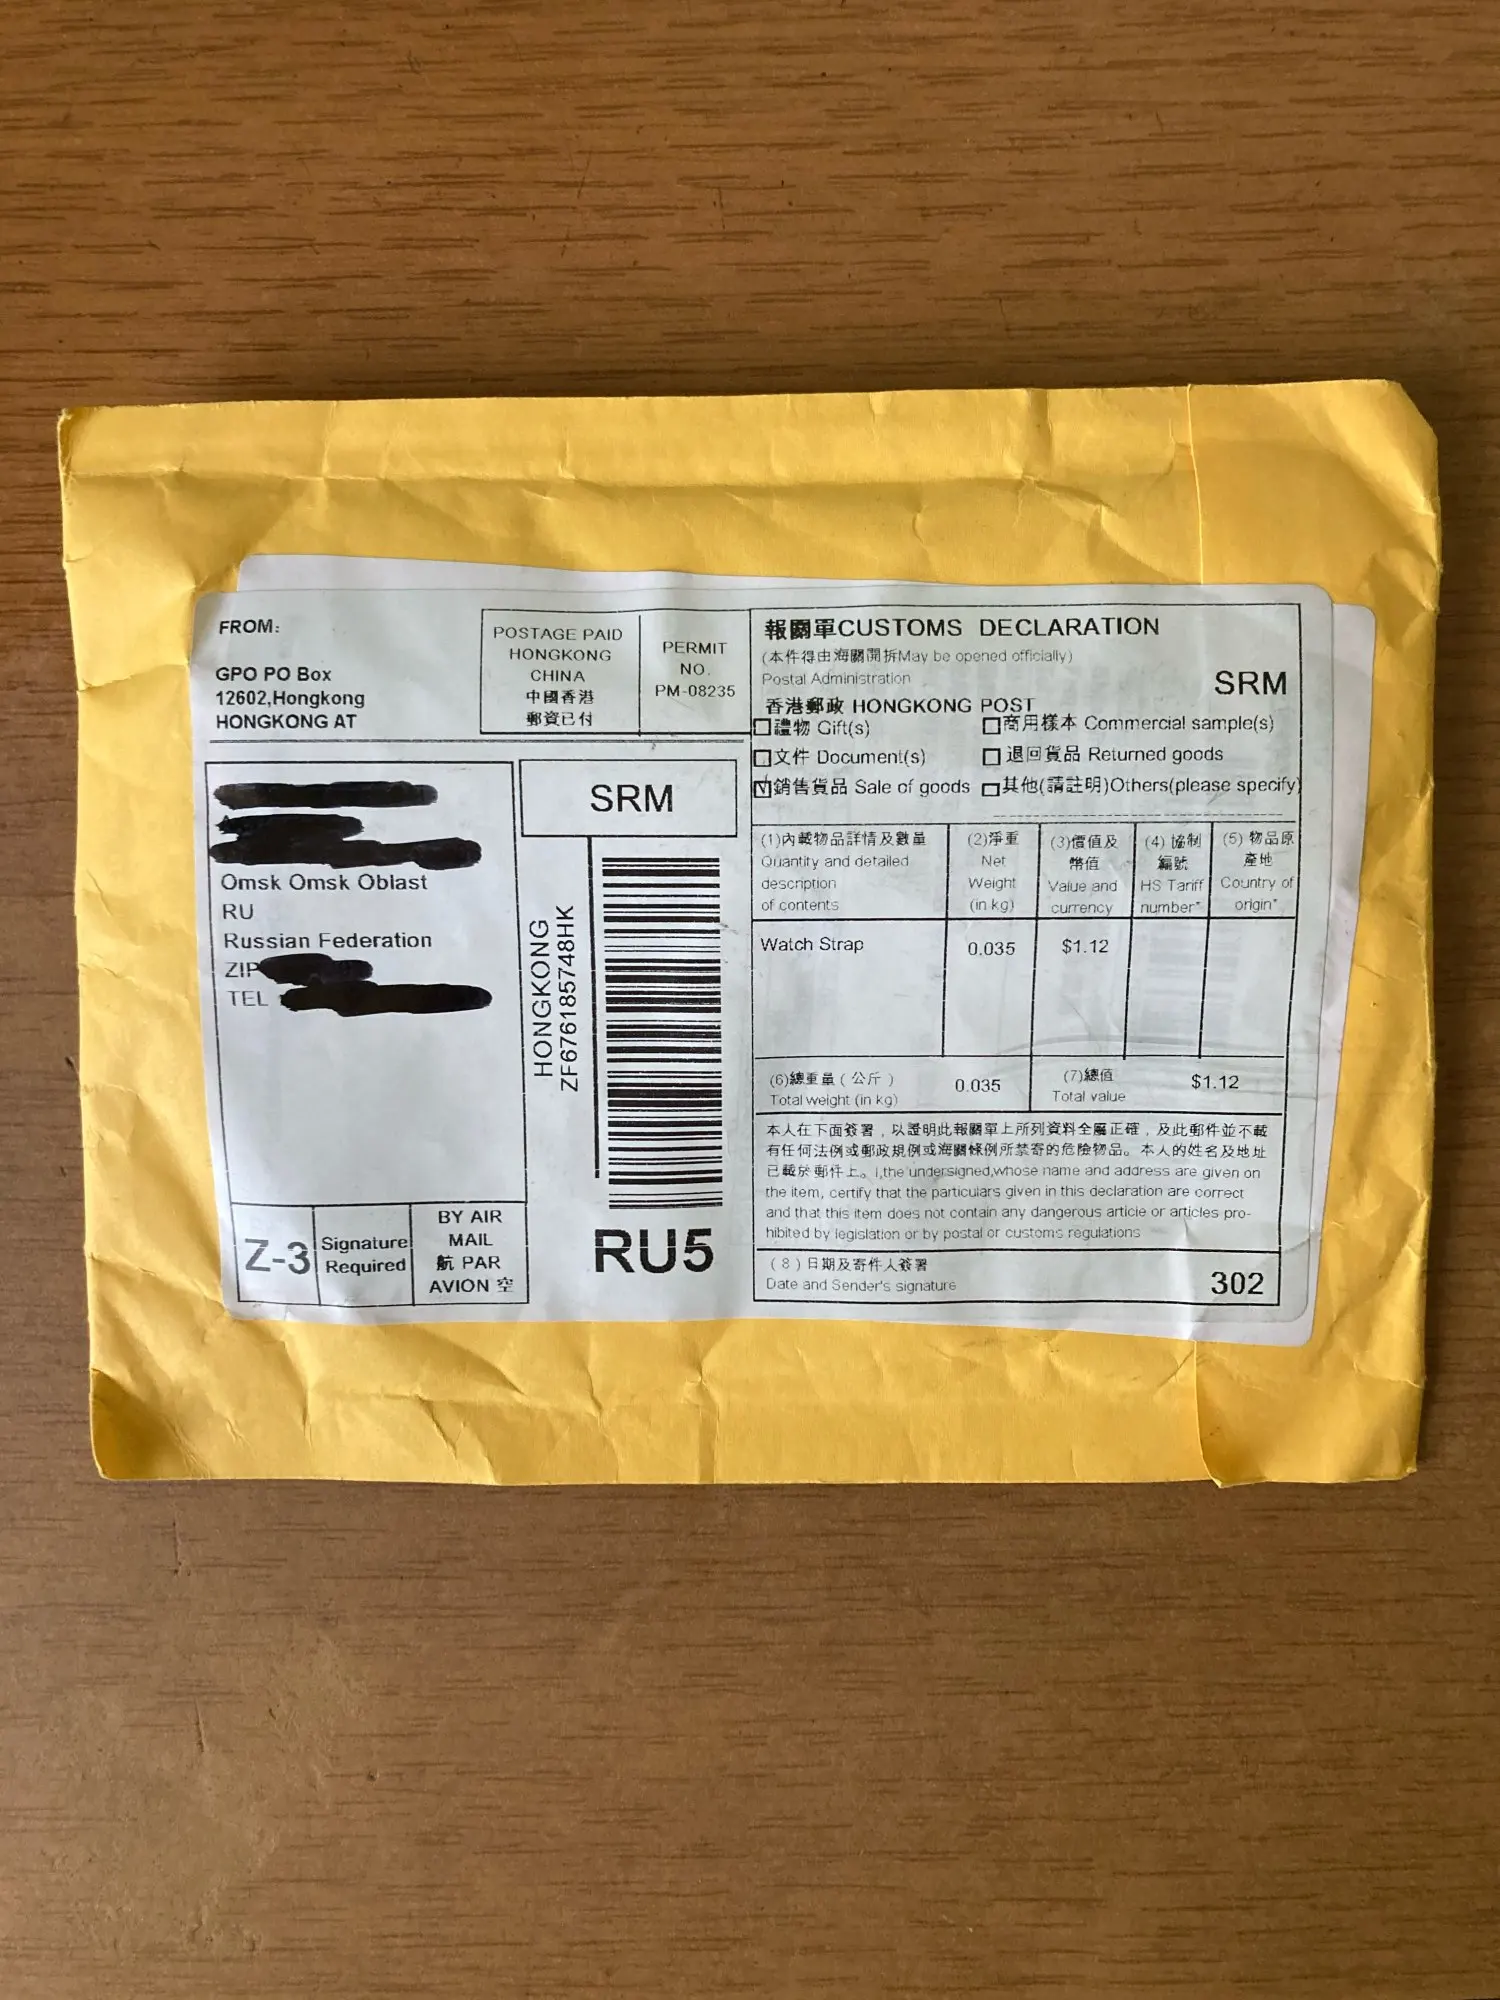 FROM:
GPO PO Box
12602,Hongkong
HONGKONG AT
POSTAGE PAID
HONGKONG
CHINA
中國香港
郵資已付
PERMIT
NO.
PM-08235
Omsk Omsk Oblast
RU
Russian Federation
ZIP
TEL
SRM
HONGKONG
ZF676185748HK
RU5
Z-3
Signature
Required
BY AIR
MAIL
航 PAR
AVION 空
報關單CUSTOMS DECLARATION
(本件得由海關開拆May be opened officially)
Postal Administration
SRM
香港郵政 HONGKONG POST
禮物 Gift(s)
商用樣本 Commercial sample(s)
文件 Document(s)
退回貨品 Returned goods
銷售貨品 Sale of goods
其他(請註明)Others(please specify)
(1)內載物品詳情及數量
Quantity and detailed
description
of contents
(2)淨重
Net
Weight
(in kg)
(3)價值及
幣值
Value and
currency
(4) 協制
編號
HS Tariff
number*
(5) 物品原
產地
Country of
origin*
Watch Strap
0.035
$1.12
(6)總重量 ( 公斤 )
Total weight (in kg)
0.035
(7)總值
Total value
$1.12
本人在下面簽署，以證明此報關單上所列資料全屬正確，及此郵件並不載
有任何法例或郵政規例或海關條例所禁寄的危險物品。本人的姓名及地址
已載於郵件上。I,the undersigned,whose name and address are given on
the item, certify that the particulars given in this declaration are correct
and that this item does not contain any dangerous article or articles pro-
hibited by legislation or by postal or customs regulations
( 8 ) 日期及寄件人簽署
Date and Sender's signature
302